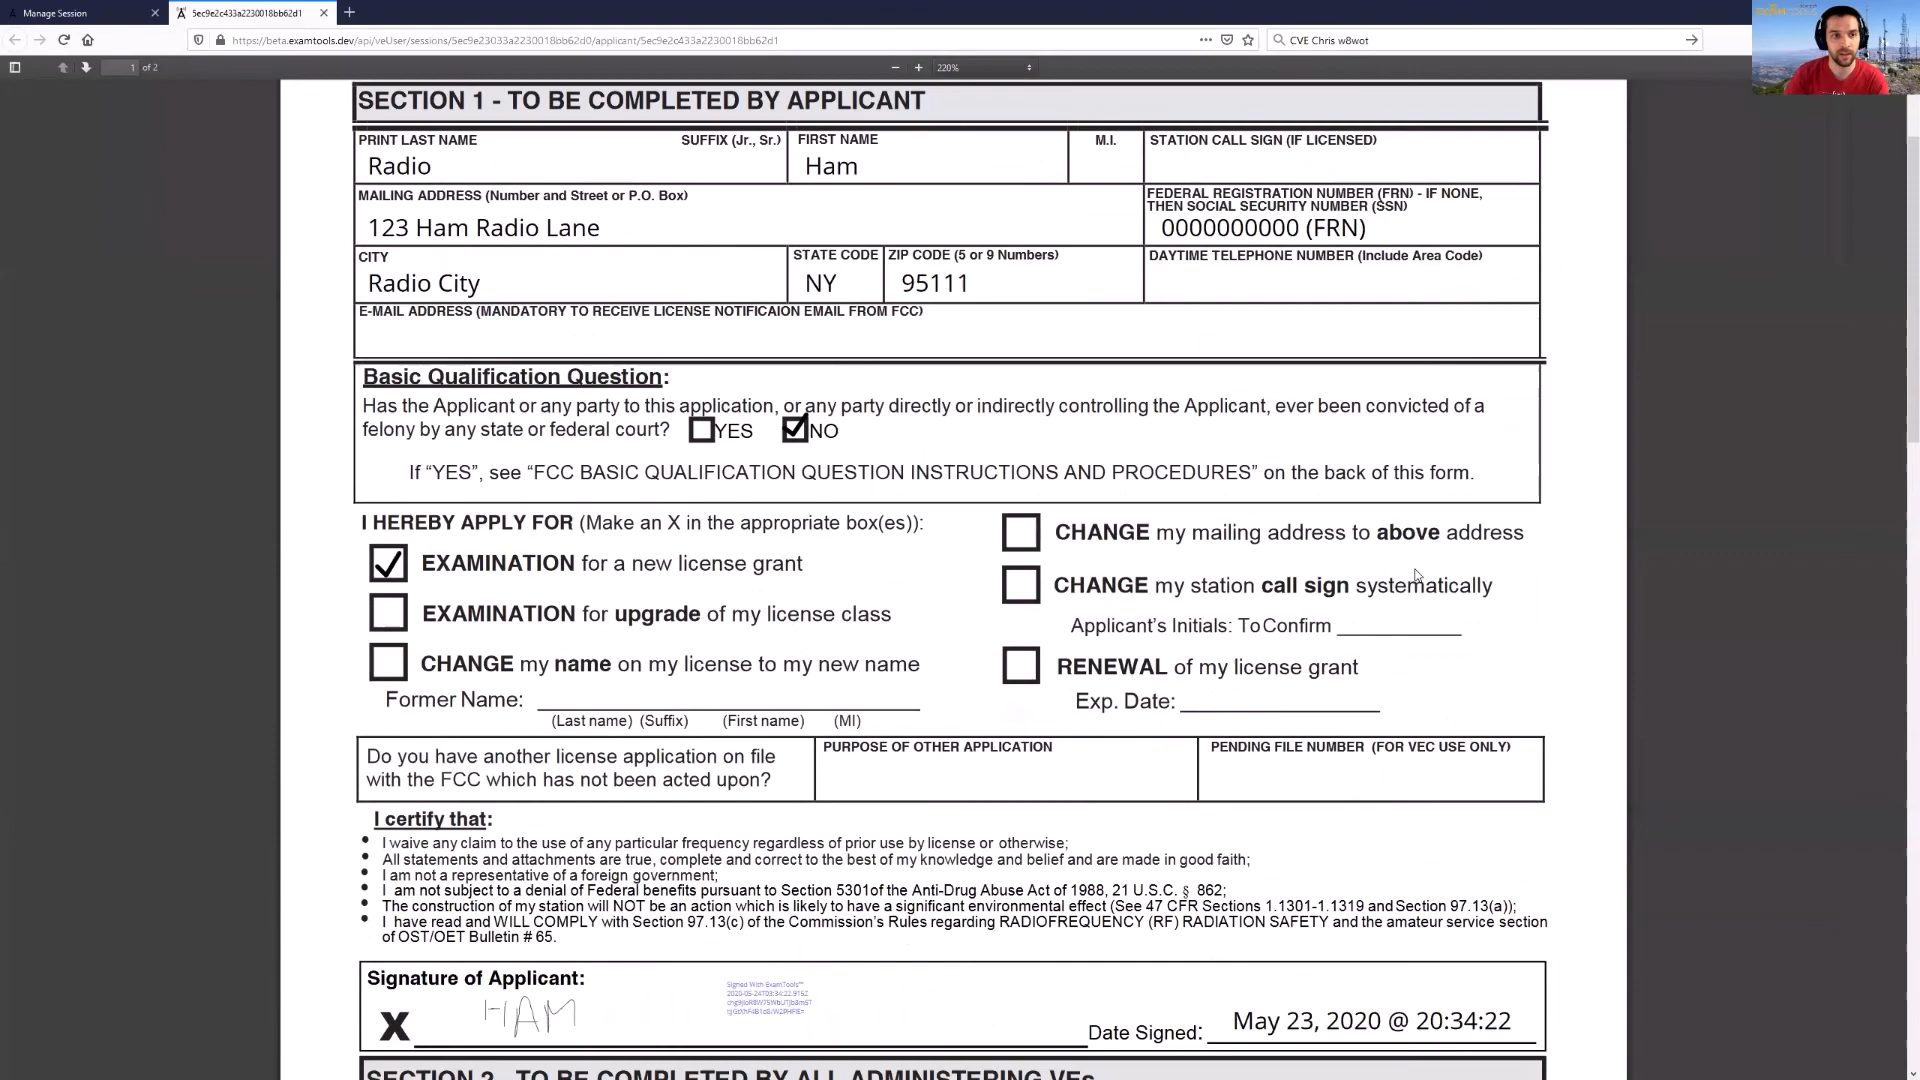 Manage Session
5ec9e2c433a2230018bb62d1
https://beta.examtools.dev/api/veUser/sessions/5ec9e23033a2230018bb62d0/applicant/5ec9e2c433a2230018bb62d1
CVE Chris w8wot
1 of 2
220%
SECTION 1 - TO BE COMPLETED BY APPLICANT
PRINT LAST NAME SUFFIX (Jr., Sr.) FIRST NAME M.I. STATION CALL SIGN (IF LICENSED)
Radio Ham
MAILING ADDRESS (Number and Street or P.O. Box) FEDERAL REGISTRATION NUMBER (FRN) - IF NONE,
THEN SOCIAL SECURITY NUMBER (SSN)
123 Ham Radio Lane 0000000000 (FRN)
CITY STATE CODE ZIP CODE (5 or 9 Numbers) DAYTIME TELEPHONE NUMBER (Include Area Code)
Radio City NY 95111
E-MAIL ADDRESS (MANDATORY TO RECEIVE LICENSE NOTIFICAION EMAIL FROM FCC)
Basic Qualification Question:
Has the Applicant or any party to this application, or any party directly or indirectly controlling the Applicant, ever been convicted of a
felony by any state or federal court? YES NO
If “YES”, see “FCC BASIC QUALIFICATION QUESTION INSTRUCTIONS AND PROCEDURES” on the back of this form.
I HEREBY APPLY FOR (Make an X in the appropriate box(es)):
EXAMINATION for a new license grant
EXAMINATION for upgrade of my license class
CHANGE my name on my license to my new name
Former Name:
(Last name) (Suffix) (First name) (MI)
CHANGE my mailing address to above address
CHANGE my station call sign systematically
Applicant's Initials: To Confirm
RENEWAL of my license grant
Exp. Date:
Do you have another license application on file
with the FCC which has not been acted upon?
PURPOSE OF OTHER APPLICATION
PENDING FILE NUMBER (FOR VEC USE ONLY)
I certify that:
• I waive any claim to the use of any particular frequency regardless of prior use by license or otherwise;
• All statements and attachments are true, complete and correct to the best of my knowledge and belief and are made in good faith;
• I am not a representative of a foreign government;
• I am not subject to a denial of Federal benefits pursuant to Section 5301of the Anti-Drug Abuse Act of 1988, 21 U.S.C. § 862;
• The construction of my station will NOT be an action which is likely to have a significant environmental effect (See 47 CFR Sections 1.1301-1.1319 and Section 97.13(a));
• I have read and WILL COMPLY with Section 97.13(c) of the Commission's Rules regarding RADIOFREQUENCY (RF) RADIATION SAFETY and the amateur service section
of OST/OET Bulletin # 65.
Signature of Applicant:
Signed With ExamTools™
X HAM
Date Signed: May 23, 2020 @ 20:34:22
SECTION 2 - TO BE COMPLETED BY ALL ADMINISTERING VEs